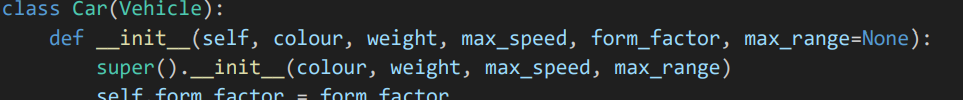 class Car(Vehicle):
    def __init__(self, colour, weight, max_speed, form_factor, max_range=None):
        super().__init__(colour, weight, max_speed, max_range)
        self.form_factor = form_factor